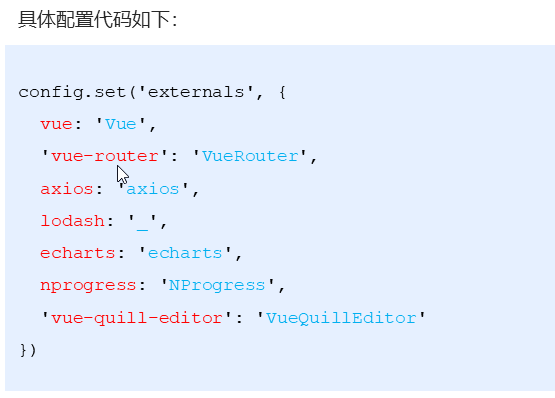 具体配置代码如下：
config.set('externals', {
  vue: 'Vue',
  'vue-router': 'VueRouter',
  axios: 'axios',
  lodash: '_',
  echarts: 'echarts',
  nprogress: 'NProgress',
  'vue-quill-editor': 'VueQuillEditor'
})